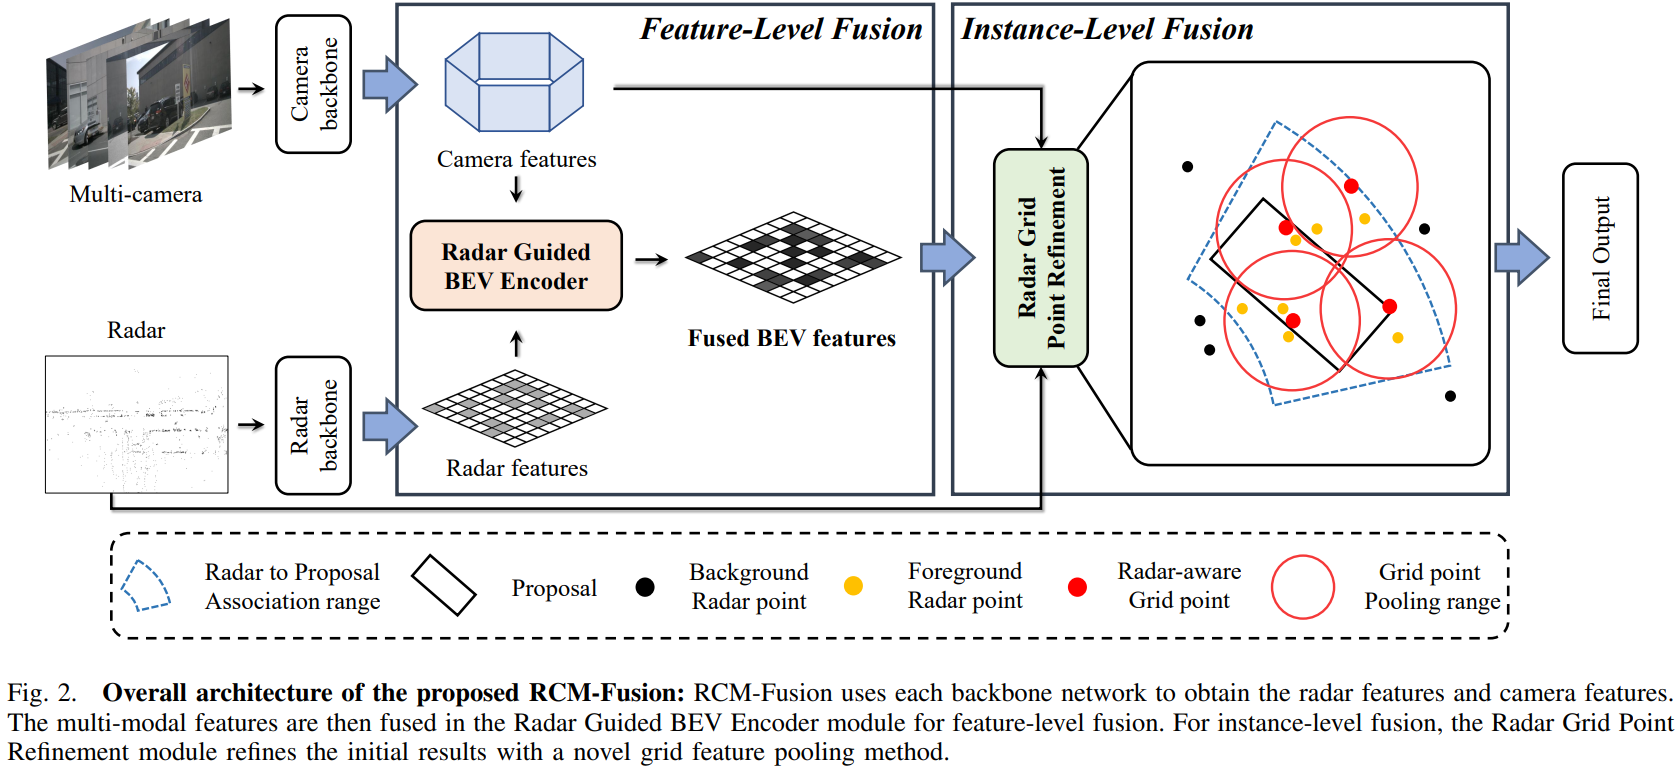 Feature-Level Fusion
Instance-Level Fusion
Camera
backbone
Multi-camera
Camera features
Radar Guided
BEV Encoder
Fused BEV features
Radar
Radar
backbone
Radar features
Radar Grid
Point Refinement
Final Output
Radar to Proposal
Association range
Proposal
Background
Radar point
Foreground
Radar point
Radar-aware
Grid point
Grid point
Pooling range
Fig. 2. Overall architecture of the proposed RCM-Fusion: RCM-Fusion uses each backbone network to obtain the radar features and camera features.
The multi-modal features are then fused in the Radar Guided BEV Encoder module for feature-level fusion. For instance-level fusion, the Radar Grid Point
Refinement module refines the initial results with a novel grid feature pooling method.